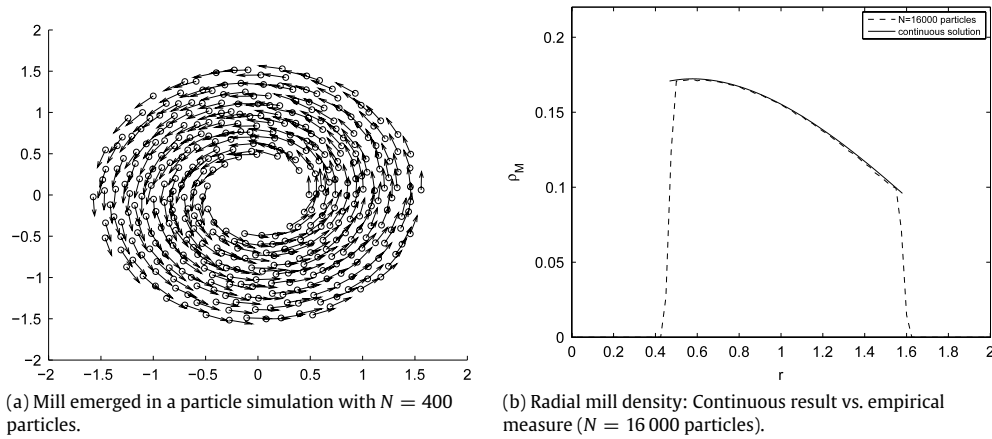 2
1.5
1
0.5
0
−0.5
−1
−1.5
−2
−2 −1.5 −1 −0.5 0 0.5 1 1.5 2
(a) Mill emerged in a particle simulation with N = 400
particles.
N=16000 particles
continuous solution
0.2
0.15
0.1
0.05
0
ρM
0 0.2 0.4 0.6 0.8 1 1.2 1.4 1.6 1.8 2
r
(b) Radial mill density: Continuous result vs. empirical
measure (N = 16 000 particles).